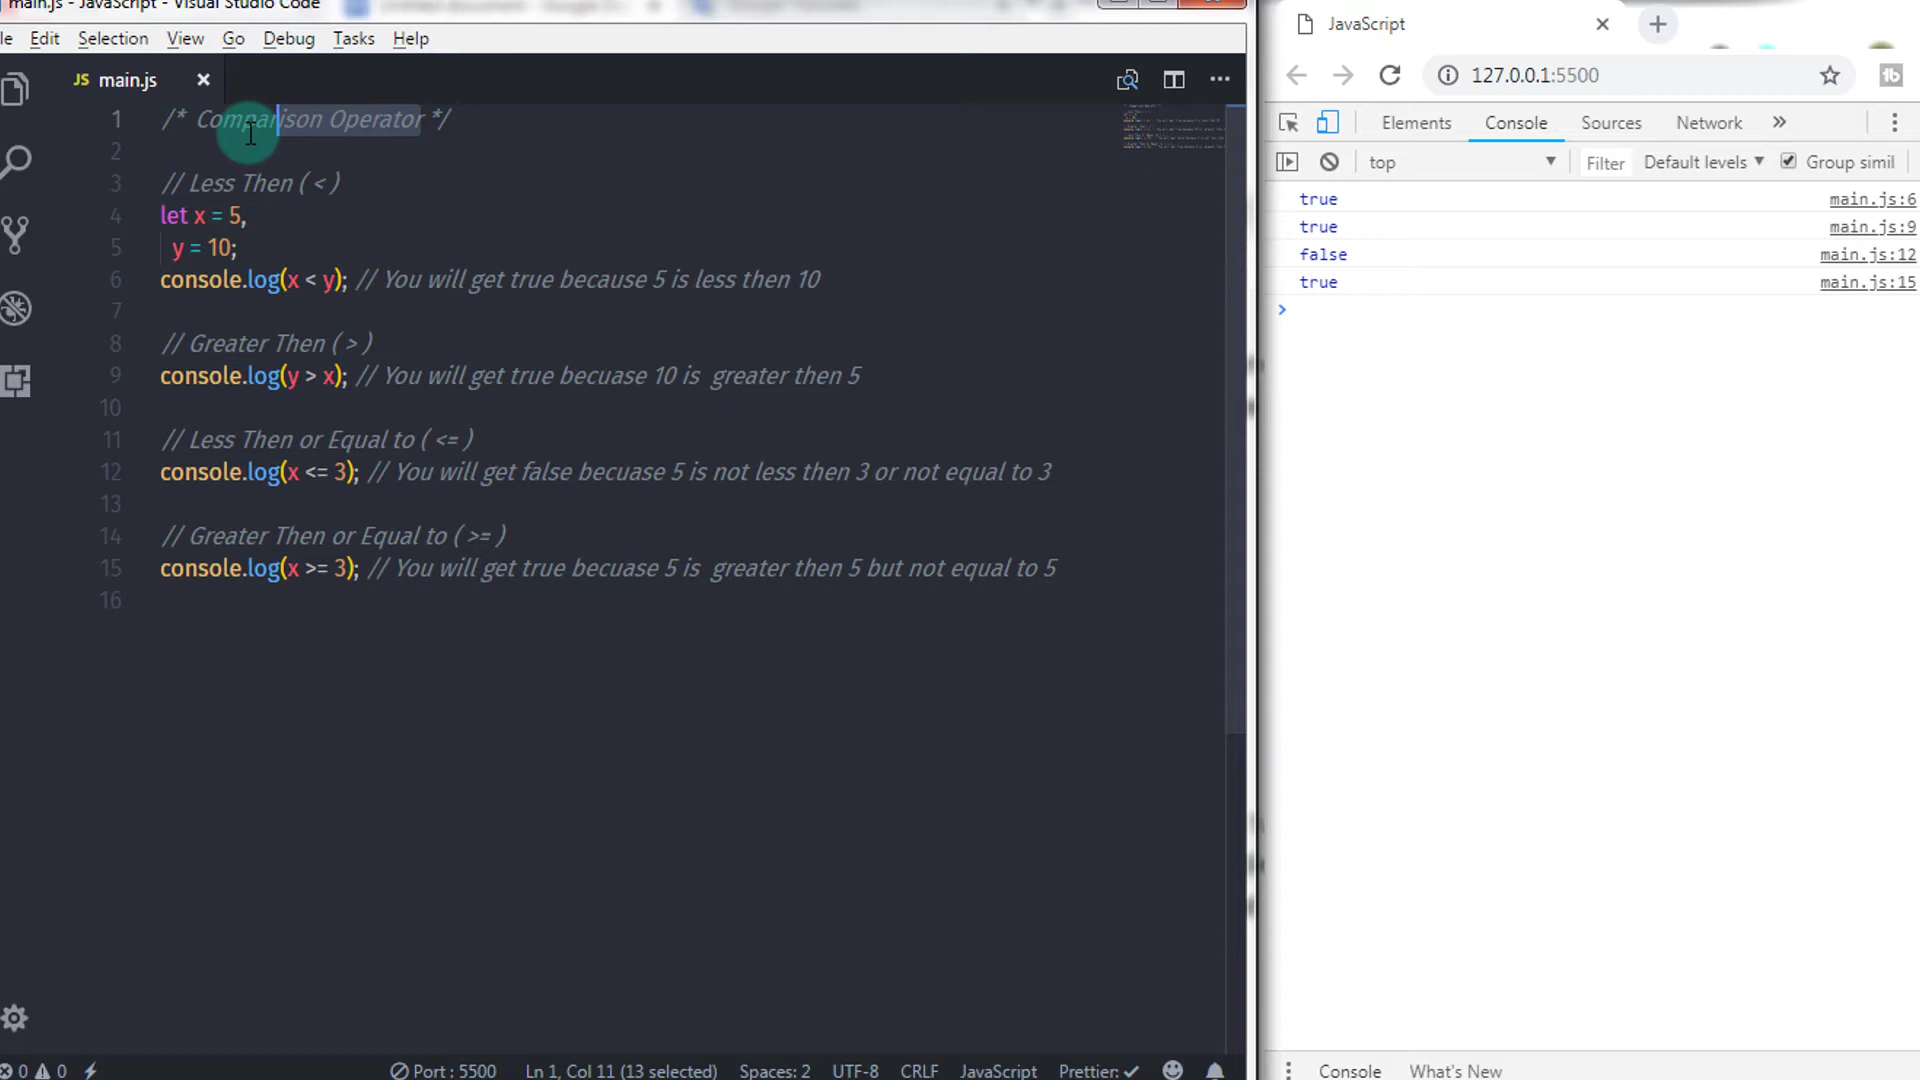 main.js - JavaScript - Visual Studio Code
le Edit Selection View Go Debug Tasks Help
JS main.js
1 /* Comparison Operator */
2
3 // Less Then ( < )
4 let x = 5,
5 y = 10;
6 console.log(x < y); // You will get true because 5 is less then 10
7
8 // Greater Then ( > )
9 console.log(y > x); // You will get true becuase 10 is  greater then 5
10
11 // Less Then or Equal to ( <= )
12 console.log(x <= 3); // You will get false becuase 5 is not less then 3 or not equal to 3
13
14 // Greater Then or Equal to ( >= )
15 console.log(x >= 3); // You will get true becuase 5 is  greater then 5 but not equal to 5
16
0 0 Port : 5500 Ln 1, Col 11 (13 selected) Spaces: 2 UTF-8 CRLF JavaScript Prettier: ✓
JavaScript
127.0.0.1:5500
Elements Console Sources Network »
top Filter Default levels Group simil
true main.js:6
true main.js:9
false main.js:12
true main.js:15
>
Console What's New